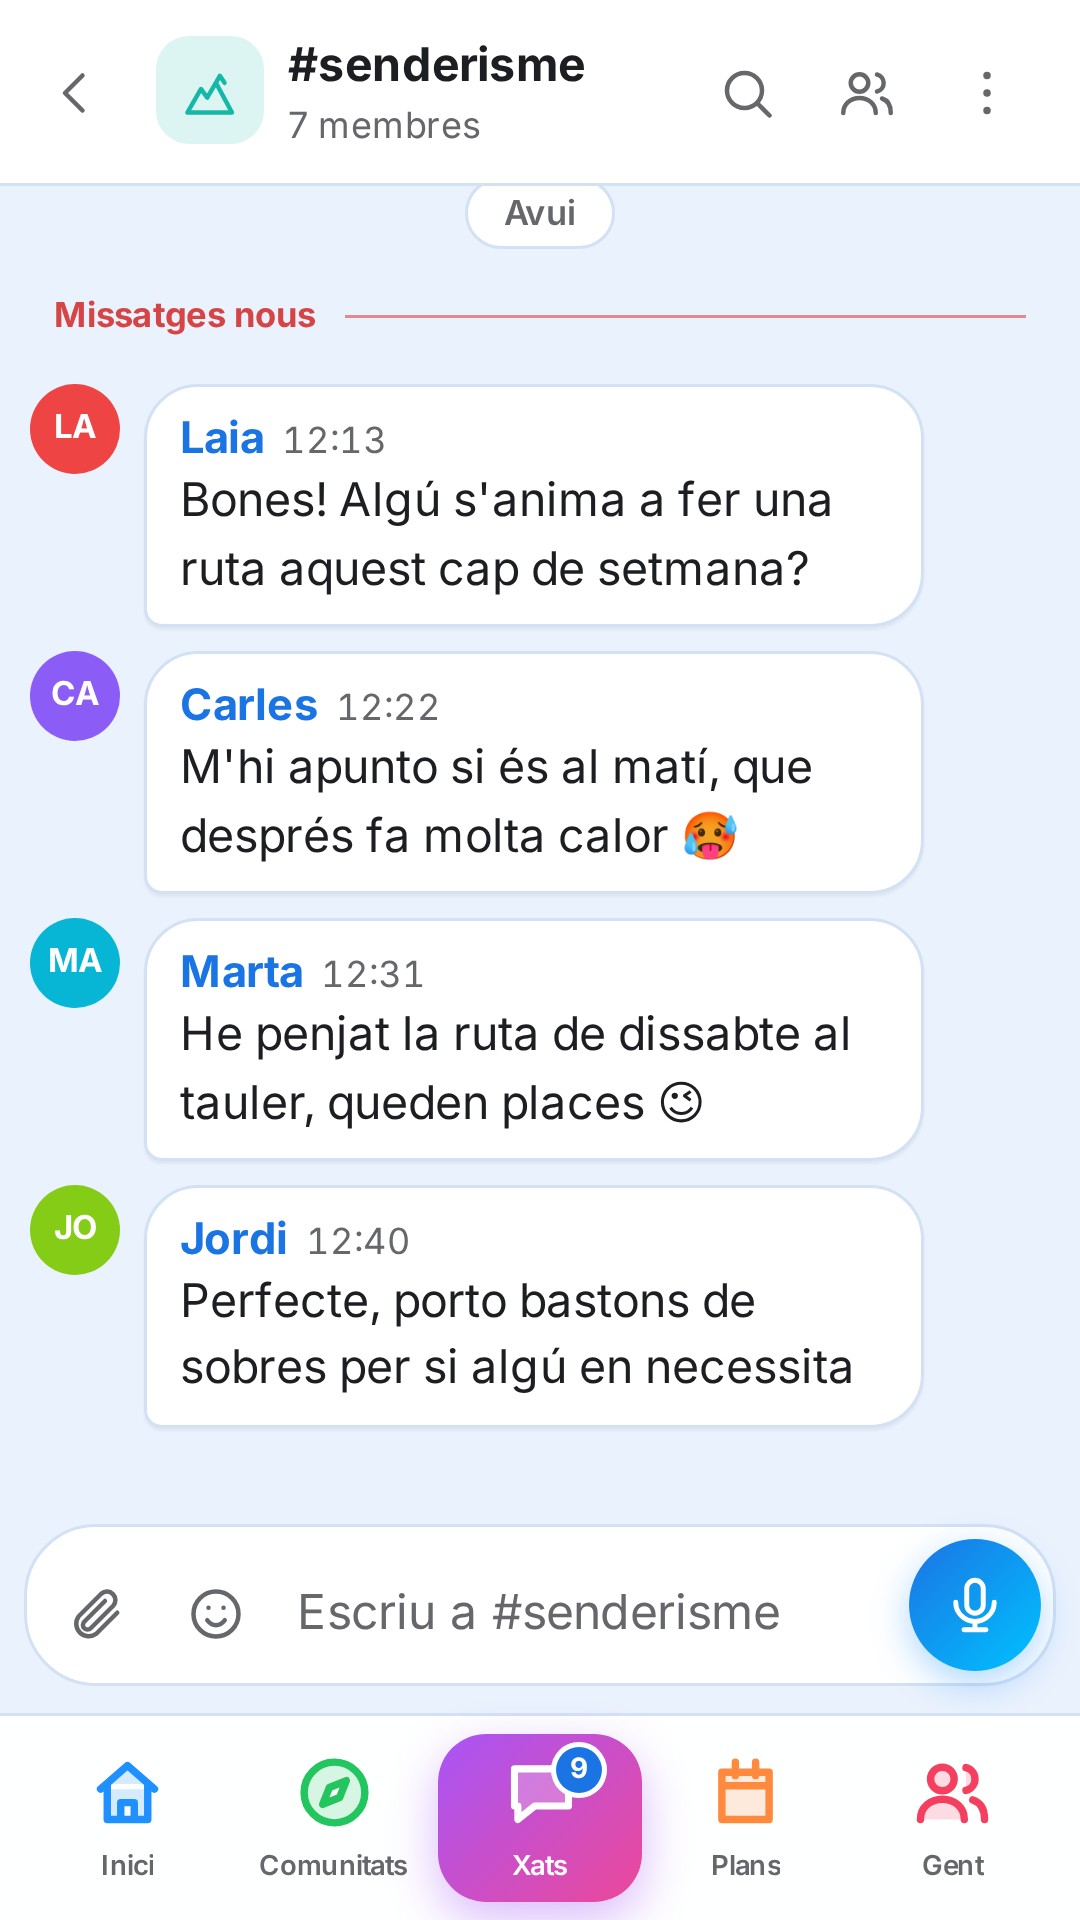 #senderisme
7 membres
Avui
Missatges nous
LA
Laia 12:13
Bones! Algú s'anima a fer una
ruta aquest cap de setmana?
CA
Carles 12:22
M'hi apunto si és al matí, que
després fa molta calor 🥵
MA
Marta 12:31
He penjat la ruta de dissabte al
tauler, queden places 😉
JO
Jordi 12:40
Perfecte, porto bastons de
sobres per si algú en necessita
Escriu a #senderisme
9
Inici
Comunitats
Xats
Plans
Gent